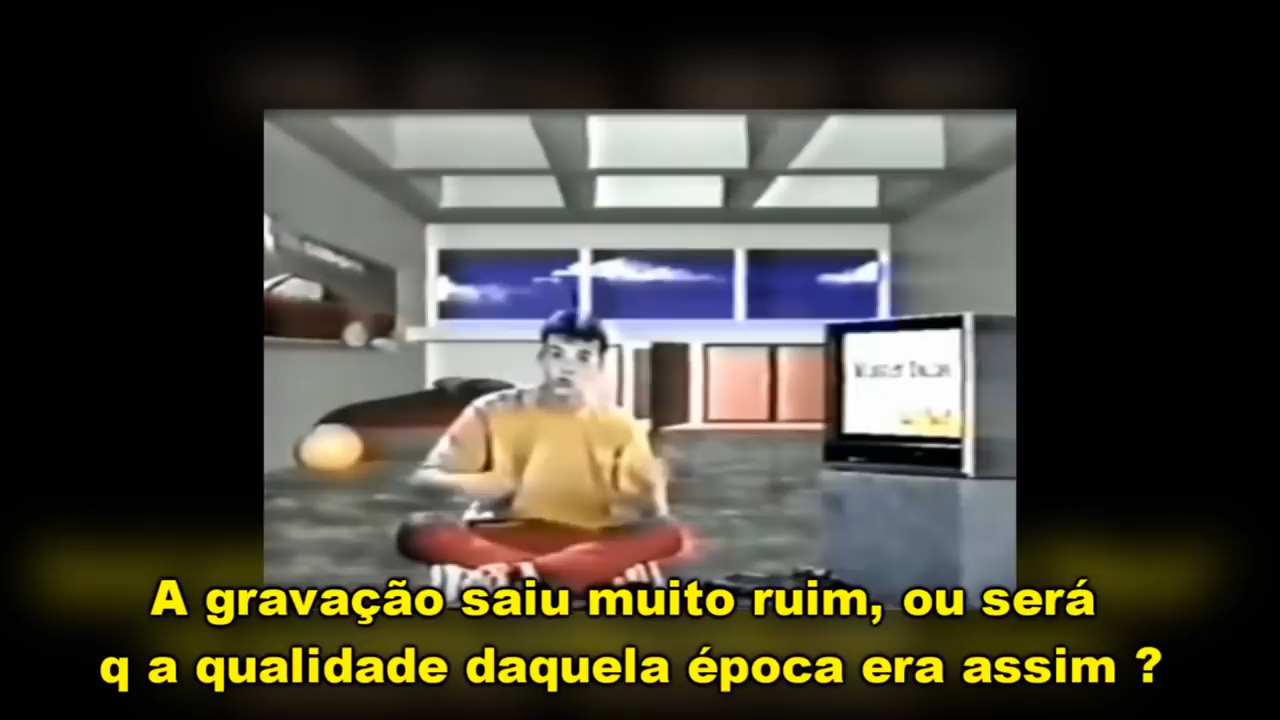 A gravação saiu muito ruim, ou será
q a qualidade daquela época era assim ?